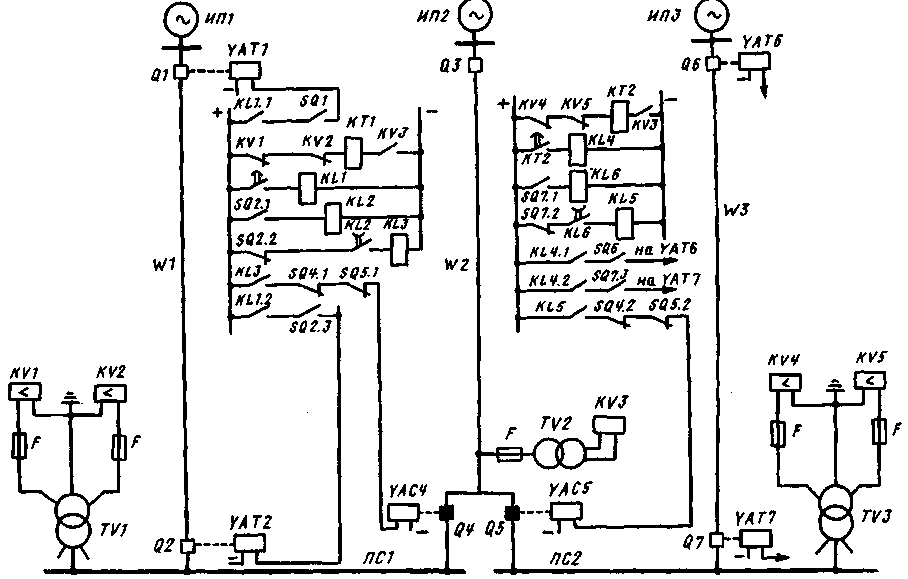 ИП1 ИП2 ИП3
YAT1 YAT6
Q1 Q3 Q6
KL1.1 SQ1
+ −
KV1 KV2 KT1 KV3
KL1
SQ2.1 KL2
SQ2.2 KL2 KL3
KL3 SQ4.1 SQ5.1
KL1.2
SQ2.3
+ −
KV4 KV5 KT2
KV3
KT2 KL4
SQ7.1 KL6
SQ7.2 KL6 KL5
KL4.1 SQ6 на YAT6
KL4.2 SQ7.3 на YAT7
KL5 SQ4.2 SQ5.2
W1 W2 W3
KV1 KV2
F F
TV1
F TV2 KV3
KV4 KV5
F F
TV3
YAC4 YAC5
Q4 Q5
Q2 YAT2
Q7 YAT7
ПС1 ПС2